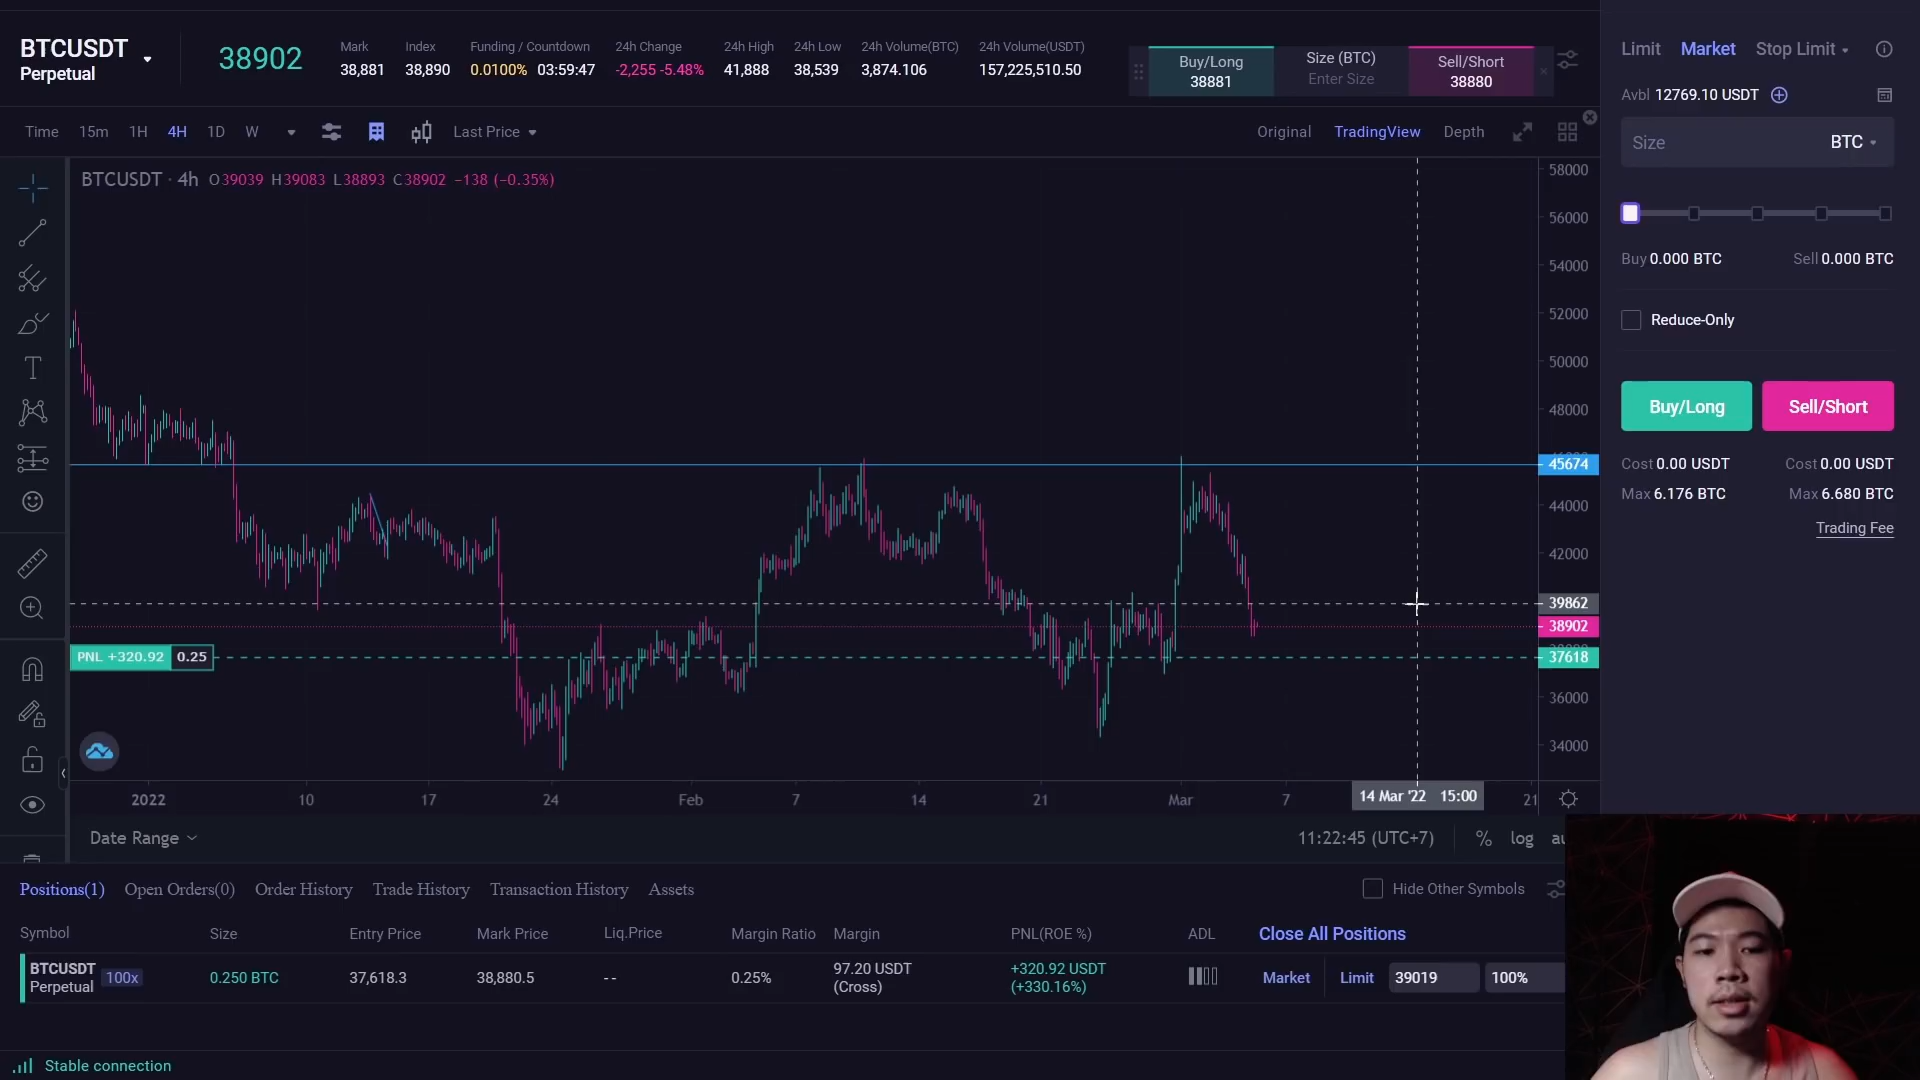 BTCUSDT
Perpetual
38902
Mark
38,881
Index
38,890
Funding / Countdown
0.0100% 03:59:47
24h Change
-2,255 -5.48%
24h High
41,888
24h Low
38,539
24h Volume(BTC)
3,874.106
24h Volume(USDT)
157,225,510.50
Buy/Long
38881
Size (BTC)
Enter Size
Sell/Short
38880
Limit Market Stop Limit
Avbl 12769.10 USDT
Size BTC
Buy 0.000 BTC Sell 0.000 BTC
Reduce-Only
Buy/Long Sell/Short
Cost 0.00 USDT Cost 0.00 USDT
Max 6.176 BTC Max 6.680 BTC
Trading Fee
Time 15m 1H 4H 1D W Last Price Original TradingView Depth
BTCUSDT · 4h O39039 H39083 L38893 C38902 −138 (−0.35%)
58000
56000
54000
52000
50000
48000
45674
44000
42000
39862
38902
PNL +320.92 0.25 37618
36000
34000
2022 10 17 24 Feb 7 14 21 Mar 7 14 Mar '22 15:00 21
Date Range 11:22:45 (UTC+7) % log
Positions(1) Open Orders(0) Order History Trade History Transaction History Assets Hide Other Symbols
Symbol Size Entry Price Mark Price Liq.Price Margin Ratio Margin PNL(ROE %) ADL Close All Positions
BTCUSDT
Perpetual
100x
0.250 BTC 37,618.3 38,880.5 -- 0.25%
97.20 USDT
(Cross)
+320.92 USDT
(+330.16%)
Market Limit 39019 100%
Stable connection